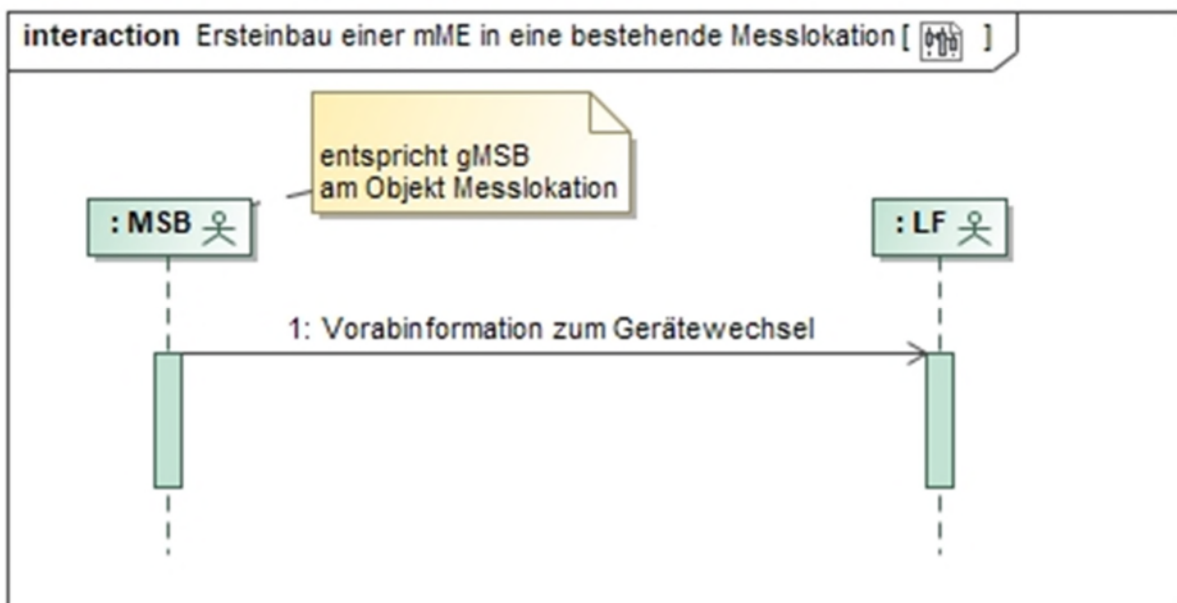 interaction Ersteinbau einer mME in eine bestehende Messlokation [ ]
entspricht gMSB
am Objekt Messlokation
: MSB
: LF
1: Vorabinformation zum Gerätewechsel